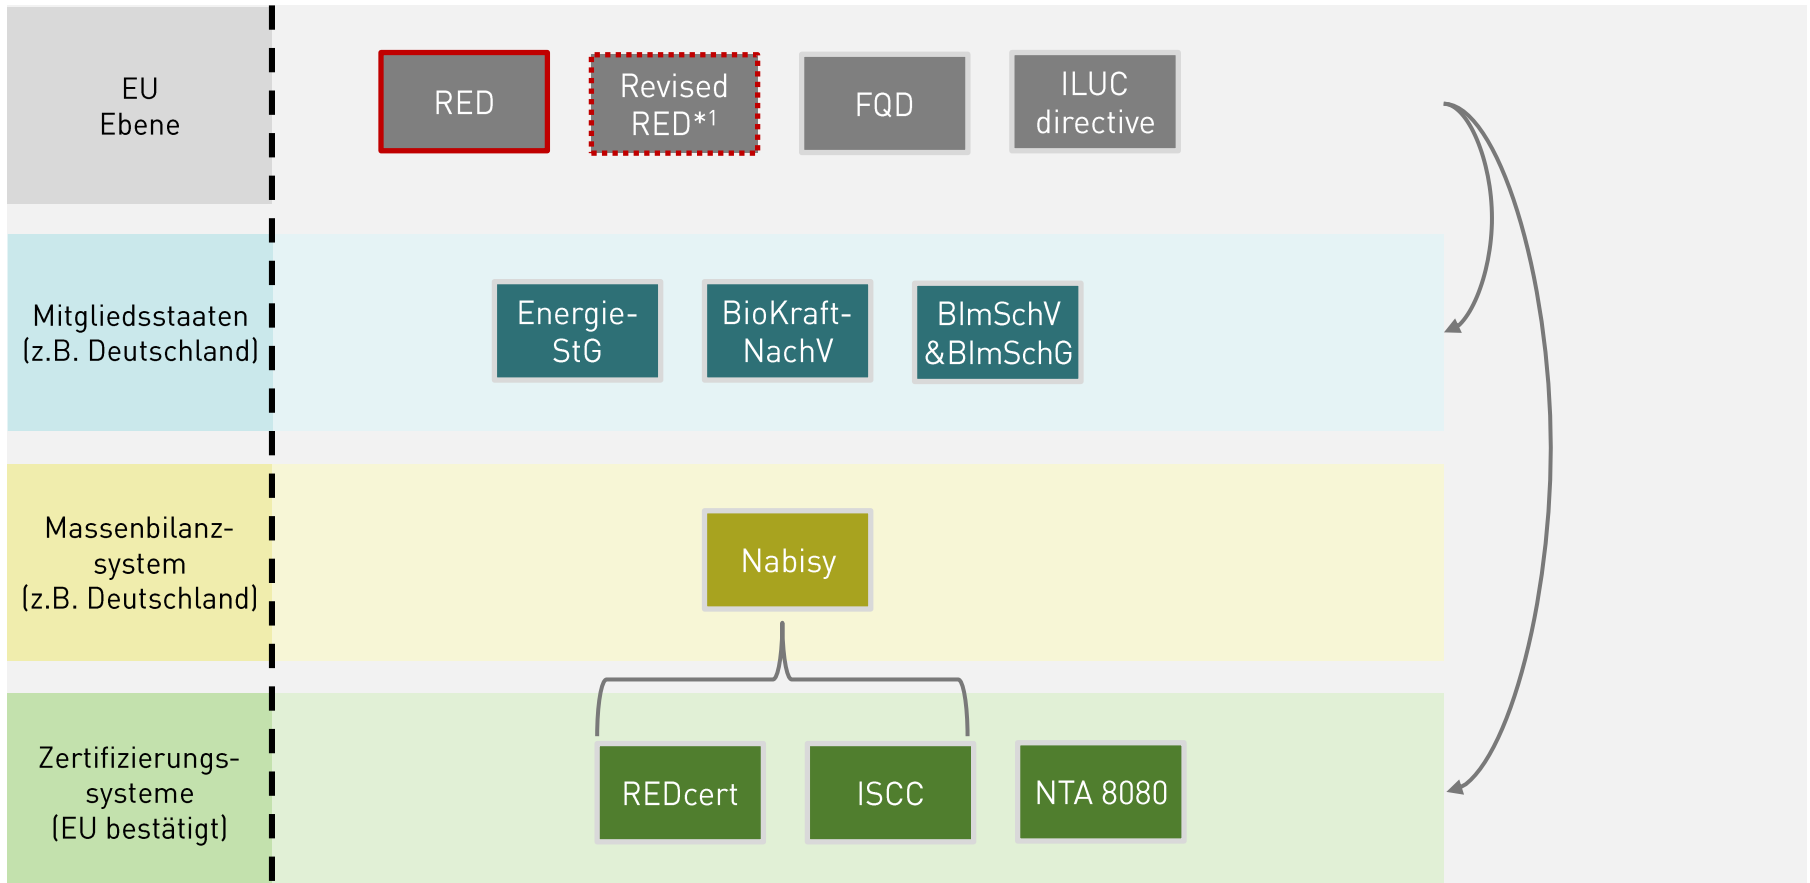 EU
Ebene
RED
Revised
RED*¹
FQD
ILUC
directive
Mitgliedsstaaten
(z.B. Deutschland)
Energie-
StG
BioKraft-
NachV
BImSchV
&BImSchG
Massenbilanz-
system
(z.B. Deutschland)
Nabisy
Zertifizierungs-
systeme
(EU bestätigt)
REDcert
ISCC
NTA 8080